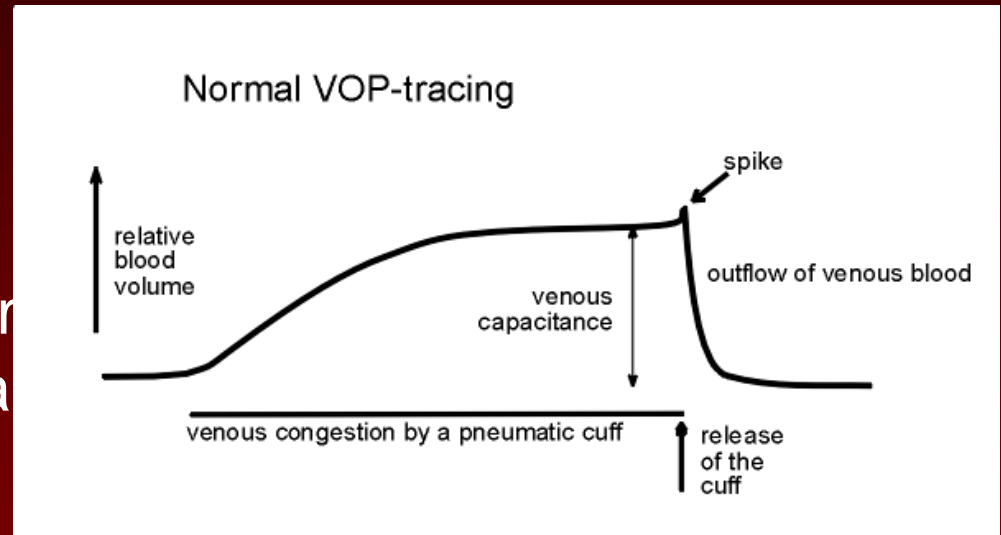 Normal VOP-tracing
spike
relative
blood
volume
outflow of venous blood
venous
capacitance
venous congestion by a pneumatic cuff
release
of the
cuff